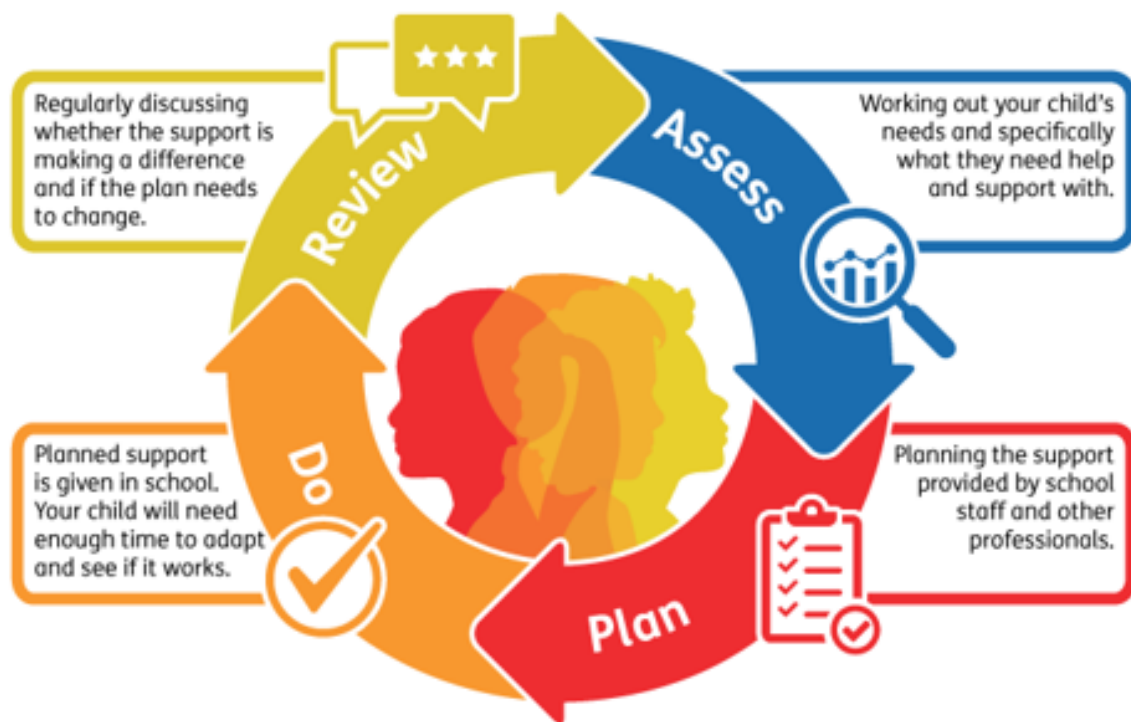 Review
Regularly discussing
whether the support is
making a difference
and if the plan needs
to change.
Assess
Working out your child's
needs and specifically
what they need help
and support with.
Do
Planned support
is given in school.
Your child will need
enough time to adapt
and see if it works.
Plan
Planning the support
provided by school
staff and other
professionals.